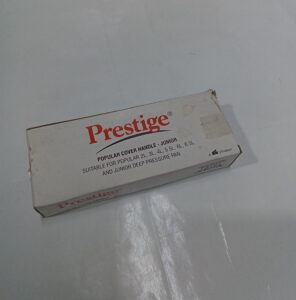 Prestige®
POPULAR COVER HANDLE - JUNIOR
SUITABLE FOR POPULAR 2L, 3L, 4L, 5.5L, 6L, 6.5L
AND JUNIOR DEEP PRESSURE PAN
Prestige